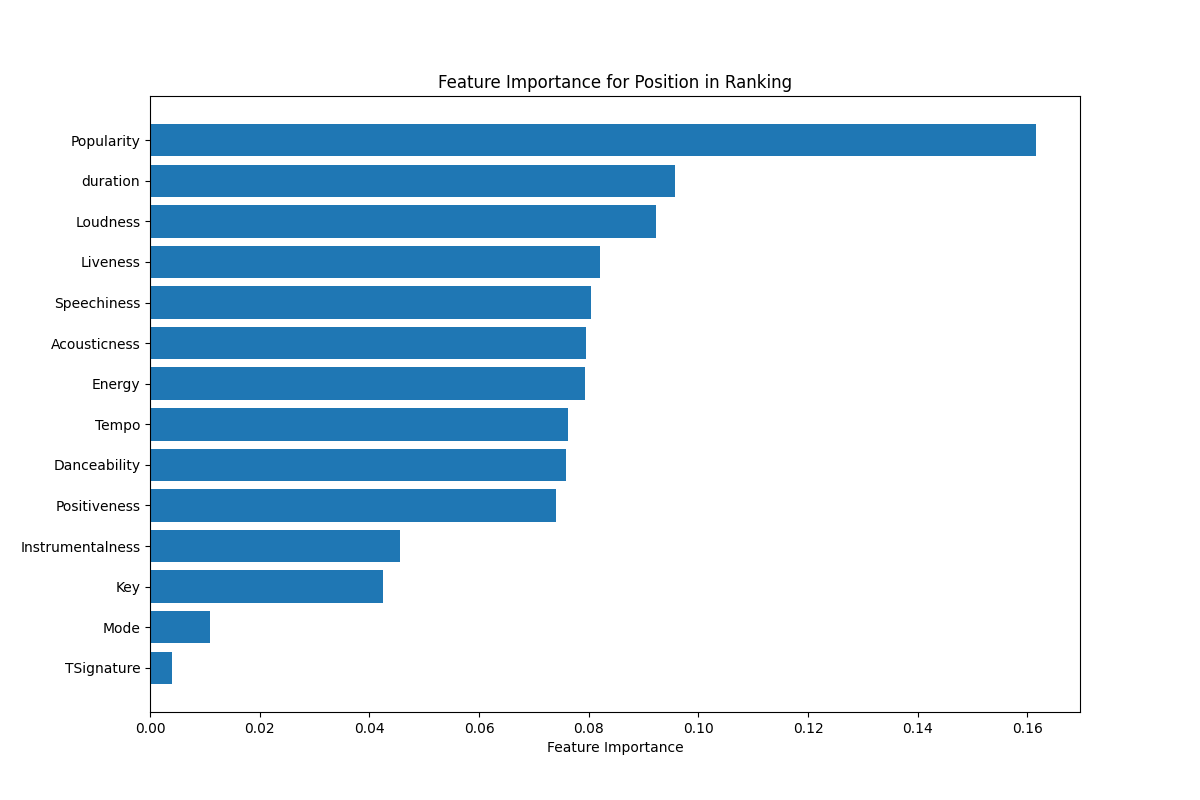 Feature Importance for Position in Ranking
Popularity
duration
Loudness
Liveness
Speechiness
Acousticness
Energy
Tempo
Danceability
Positiveness
Instrumentalness
Key
Mode
TSignature
0.00 0.02 0.04 0.06 0.08 0.10 0.12 0.14 0.16
Feature Importance